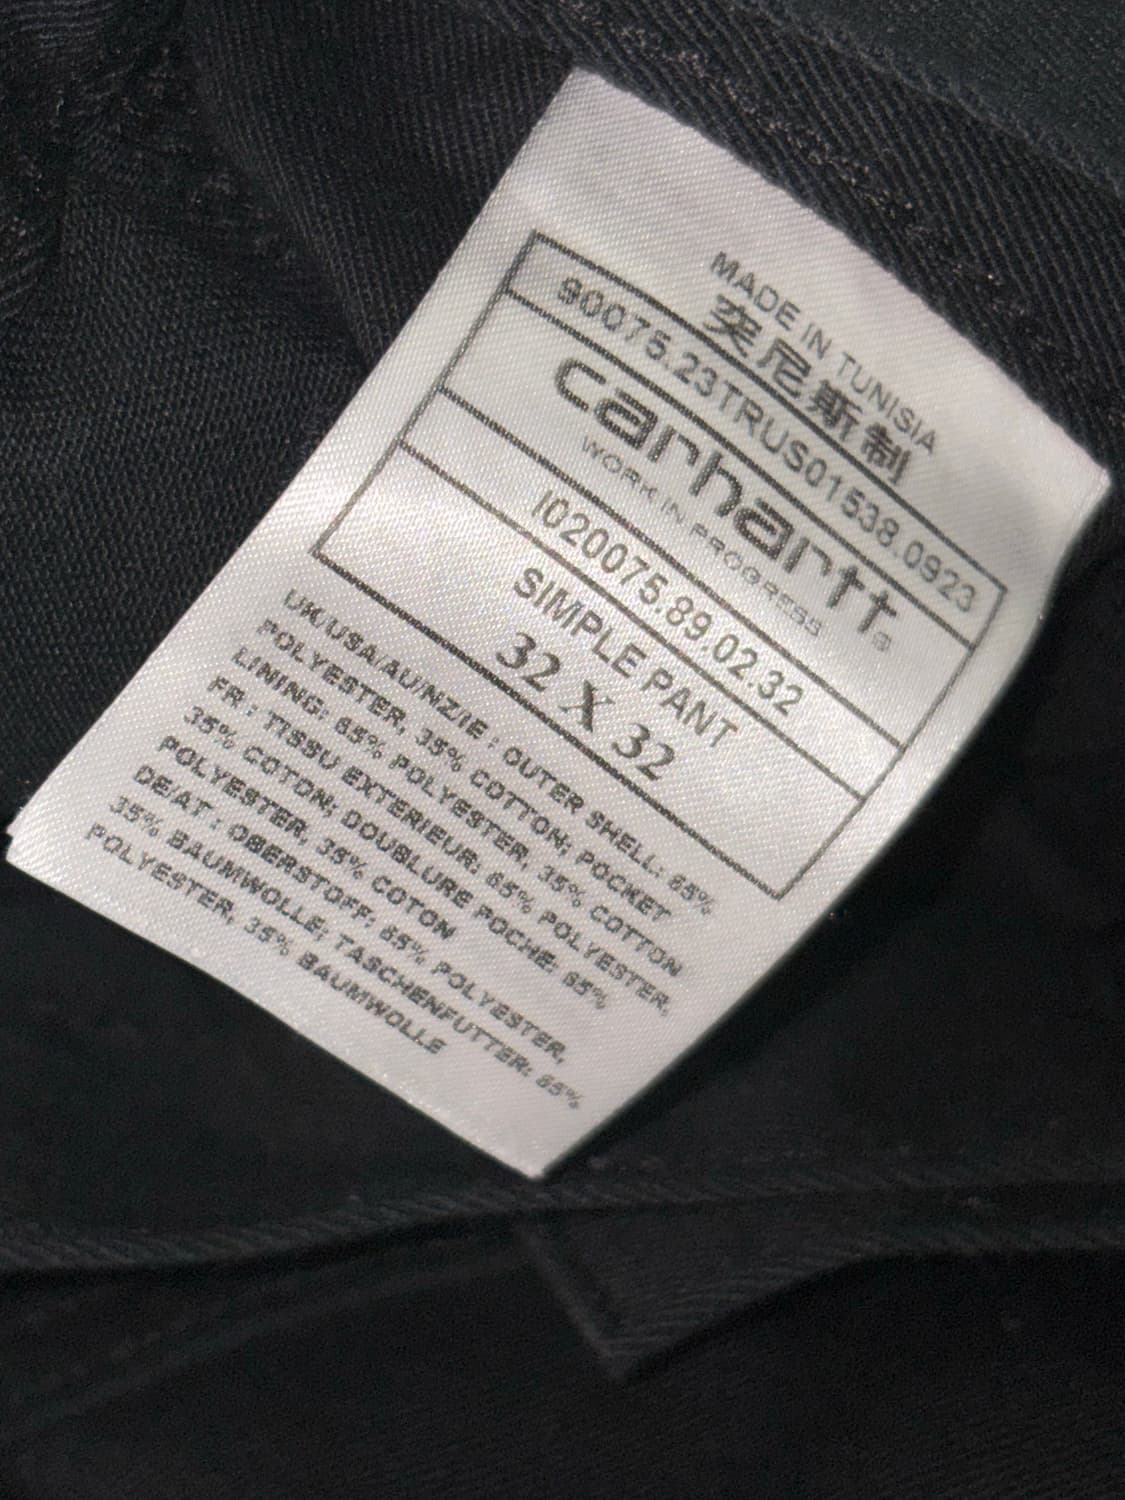 MADE IN TUNISIA
突尼斯制
90075.23TRUS01538.0923
carhartt®
WORK IN PROGRESS
I020075.89.02.32
SIMPLE PANT
32 X 32
UK/USA/AU/NZ/IE : OUTER SHELL: 65%
POLYESTER, 35% COTTON; POCKET
LINING: 65% POLYESTER, 35% COTTON
FR : TISSU EXTERIEUR: 65% POLYESTER,
35% COTON; DOUBLURE POCHE: 65%
POLYESTER, 35% COTON
DE/AT : OBERSTOFF: 65% POLYESTER,
35% BAUMWOLLE; TASCHENFUTTER: 65%
POLYESTER, 35% BAUMWOLLE